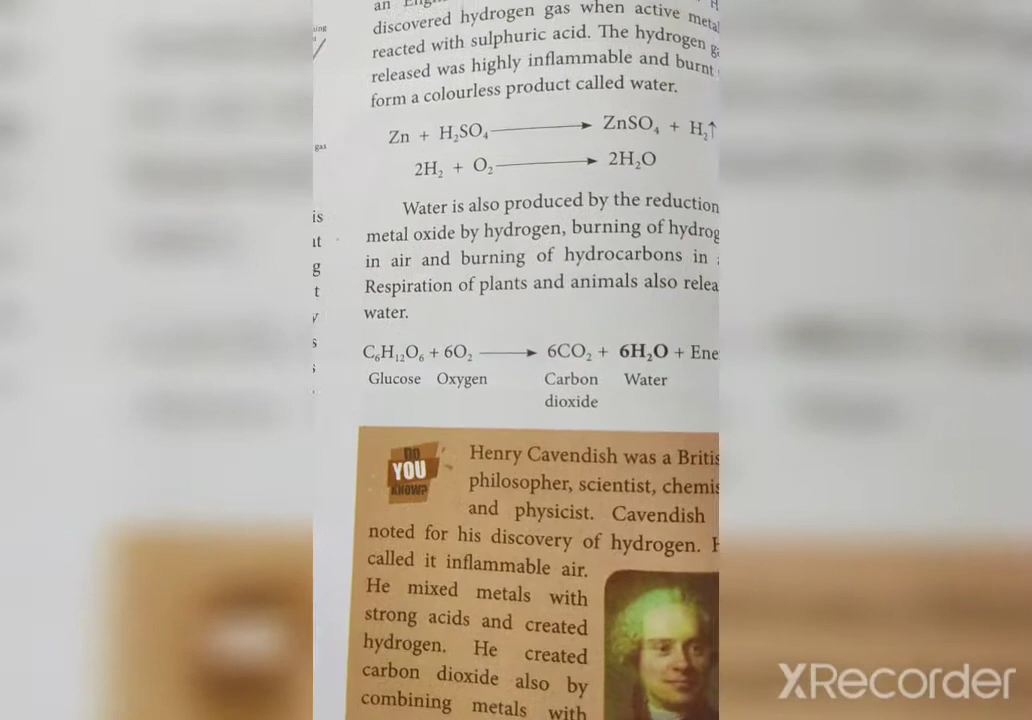 an
discovered hydrogen gas when active metal
reacted with sulphuric acid. The hydrogen
released was highly inflammable and burnt
form a colourless product called water.
Zn + H₂SO₄ ⟶ ZnSO₄ + H₂↑
2H₂ + O₂ ⟶ 2H₂O
Water is also produced by the reduction
metal oxide by hydrogen, burning of hydrog
in air and burning of hydrocarbons in
Respiration of plants and animals also relea
water.
C₆H₁₂O₆ + 6O₂ ⟶ 6CO₂ + 6H₂O + Ene
Glucose Oxygen Carbon Water
dioxide
gas
is
g
t
s
DO
YOU
KNOW?
Henry Cavendish was a Britis
philosopher, scientist, chemis
and physicist. Cavendish
noted for his discovery of hydrogen. H
called it inflammable air.
He mixed metals with
strong acids and created
hydrogen. He created
carbon dioxide also by
combining metals with
XRecorder